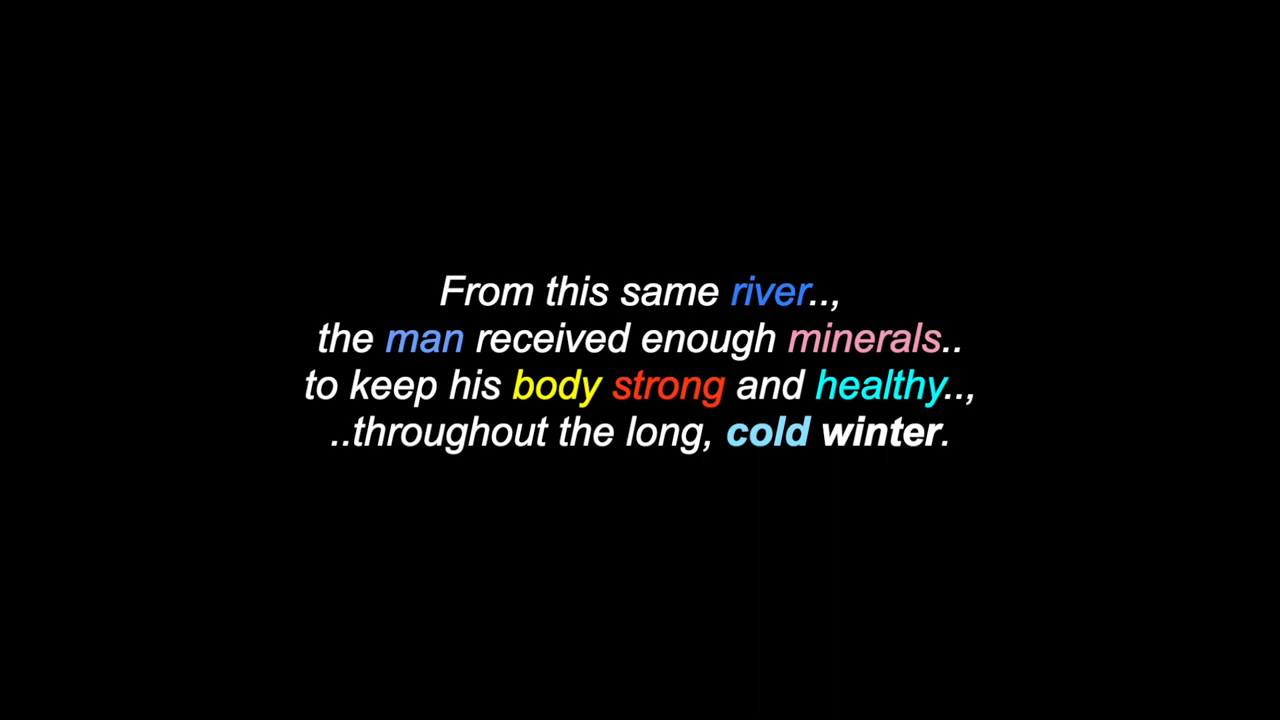 From this same river..,
the man received enough minerals..
to keep his body strong and healthy..,
..throughout the long, cold winter.